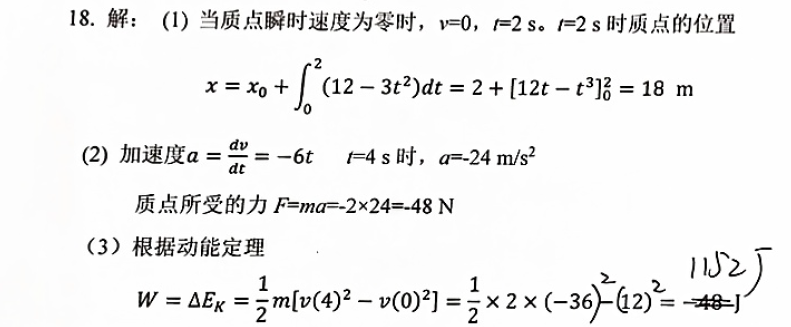 18. 解： (1) 当质点瞬时速度为零时，v=0，t=2 s。t=2 s 时质点的位置
x = x₀ + ∫₀²(12 − 3t²)dt = 2 + [12t − t³]₀² = 18 m
(2) 加速度a = dv/dt = −6t t=4 s 时，a=-24 m/s²
质点所受的力 F=ma=-2×24=-48 N
（3）根据动能定理
W = ΔE_K = 1/2 m[v(4)² − v(0)²] = 1/2 × 2 × (−36)² − (12)² = -48 J 1152 J